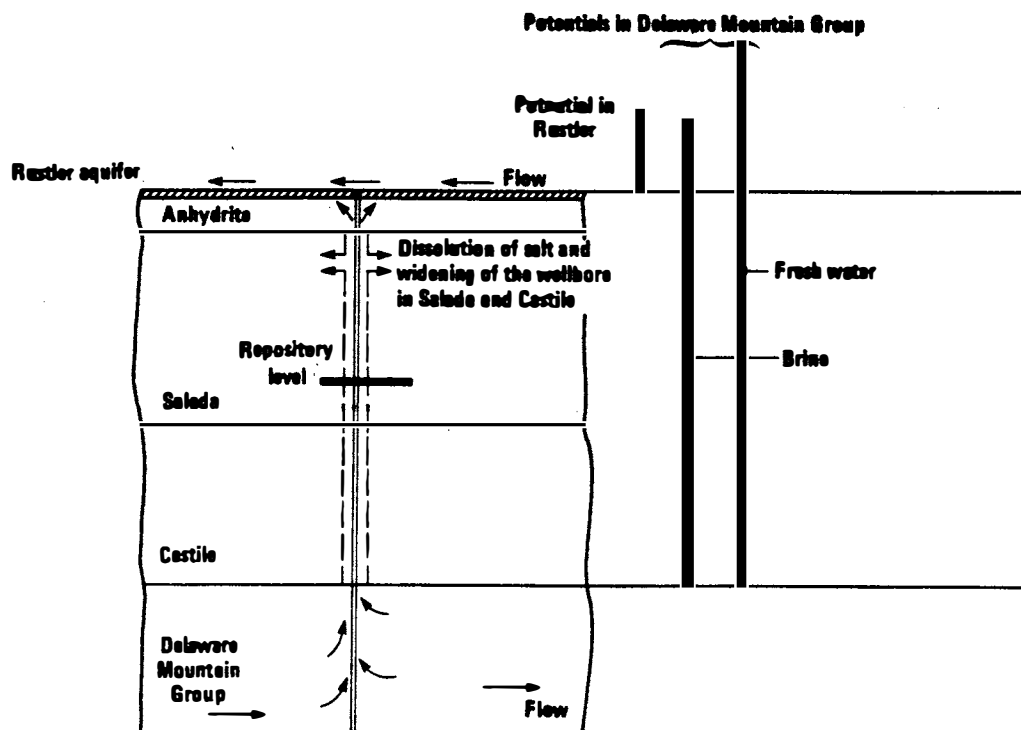 Potentials in Delaware Mountain Group
Potential in
Rustler
Rustler aquifer
Flow
Anhydrite
Dissolution of salt and
widening of the wellbore
in Salado and Castile
Fresh water
Repository
level
Brine
Salado
Castile
Delaware
Mountain
Group
Flow